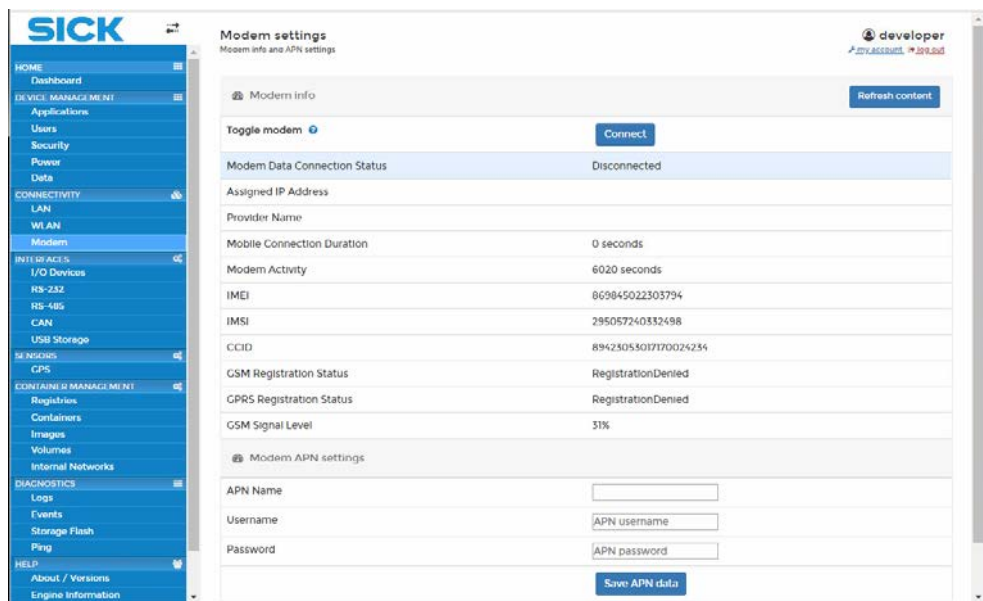 SICK
HOME
Dashboard
DEVICE MANAGEMENT
Applications
Users
Security
Power
Data
CONNECTIVITY
LAN
WLAN
Modem
INTERFACES
I/O Devices
RS-232
RS-485
CAN
USB Storage
SENSORS
GPS
CONTAINER MANAGEMENT
Registries
Containers
Images
Volumes
Internal Networks
DIAGNOSTICS
Logs
Events
Storage Flash
Ping
HELP
About / Versions
Engine Information
Modem settings
Modem info and APN settings
developer
my account log out
Modem info
Refresh content
Toggle modem Connect
Modem Data Connection Status Disconnected
Assigned IP Address
Provider Name
Mobile Connection Duration 0 seconds
Modem Activity 6020 seconds
IMEI 869845022303794
IMSI 295057240332498
CCID 89423053017170024234
GSM Registration Status RegistrationDenied
GPRS Registration Status RegistrationDenied
GSM Signal Level 31%
Modem APN settings
APN Name
Username APN username
Password APN password
Save APN data